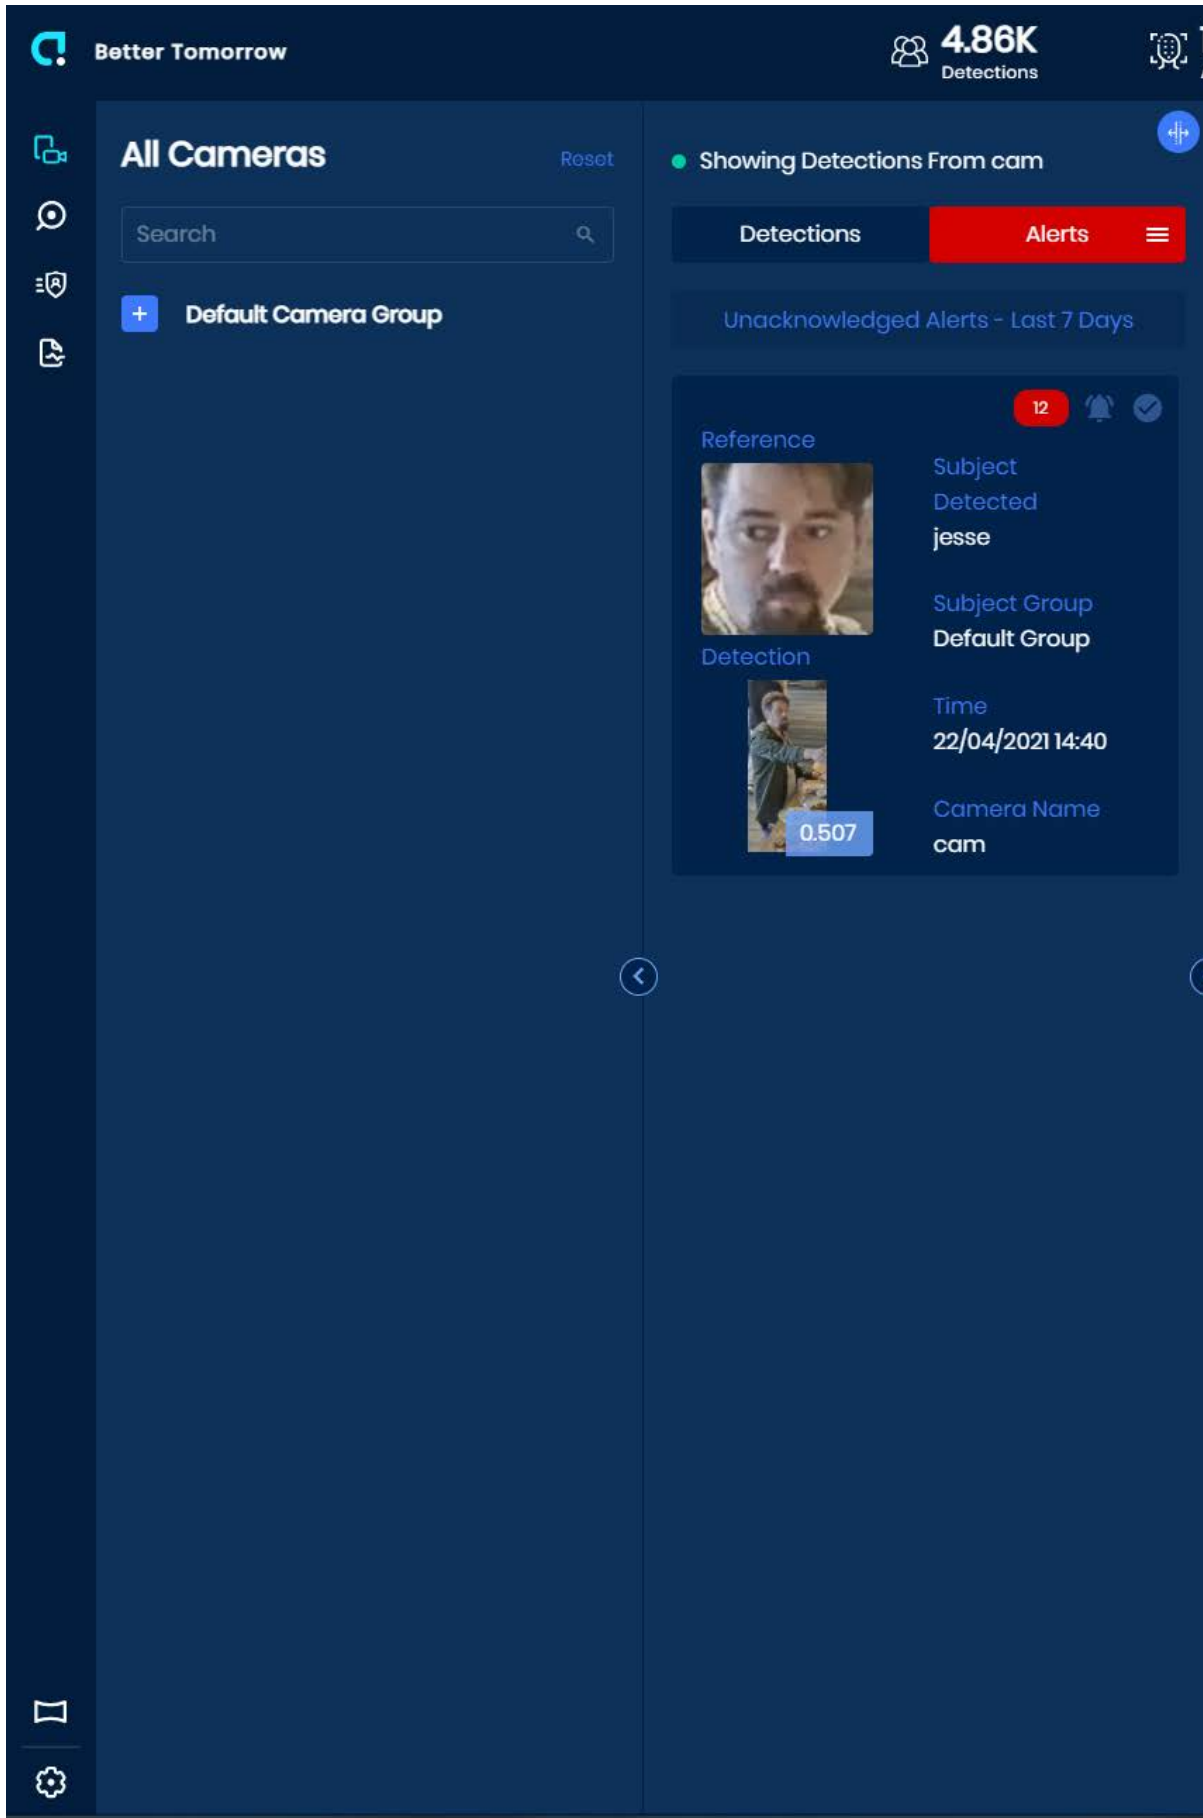 Better Tomorrow
4.86K
Detections
All Cameras
Reset
Search
Default Camera Group
Showing Detections From cam
Detections
Alerts
Unacknowledged Alerts - Last 7 Days
12
Reference
Subject
Detected
jesse
Subject Group
Default Group
Detection
Time
22/04/2021 14:40
0.507
Camera Name
cam